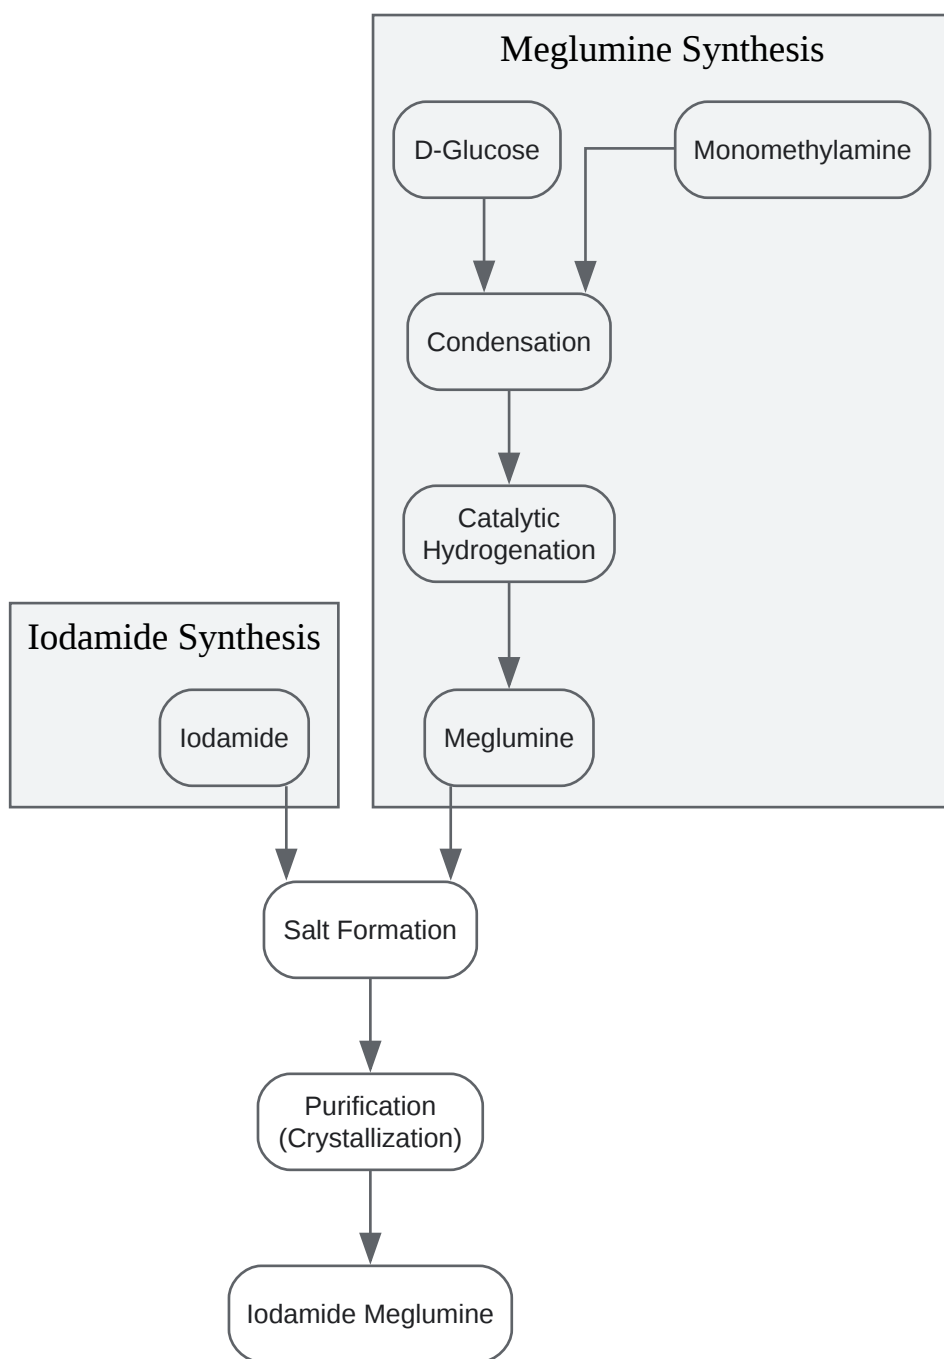 Meglumine Synthesis
D-Glucose
Monomethylamine
Condensation
Catalytic
Hydrogenation
Iodamide Synthesis
Iodamide
Meglumine
Salt Formation
Purification
(Crystallization)
Iodamide Meglumine